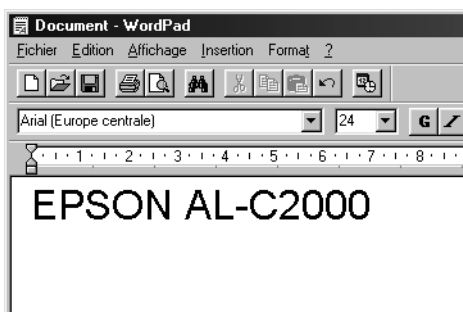 Document - WordPad
Fichier Edition Affichage Insertion Format ?
Arial (Europe centrale) 24 G I
1 2 3 4 5 6 7 8
EPSON AL-C2000